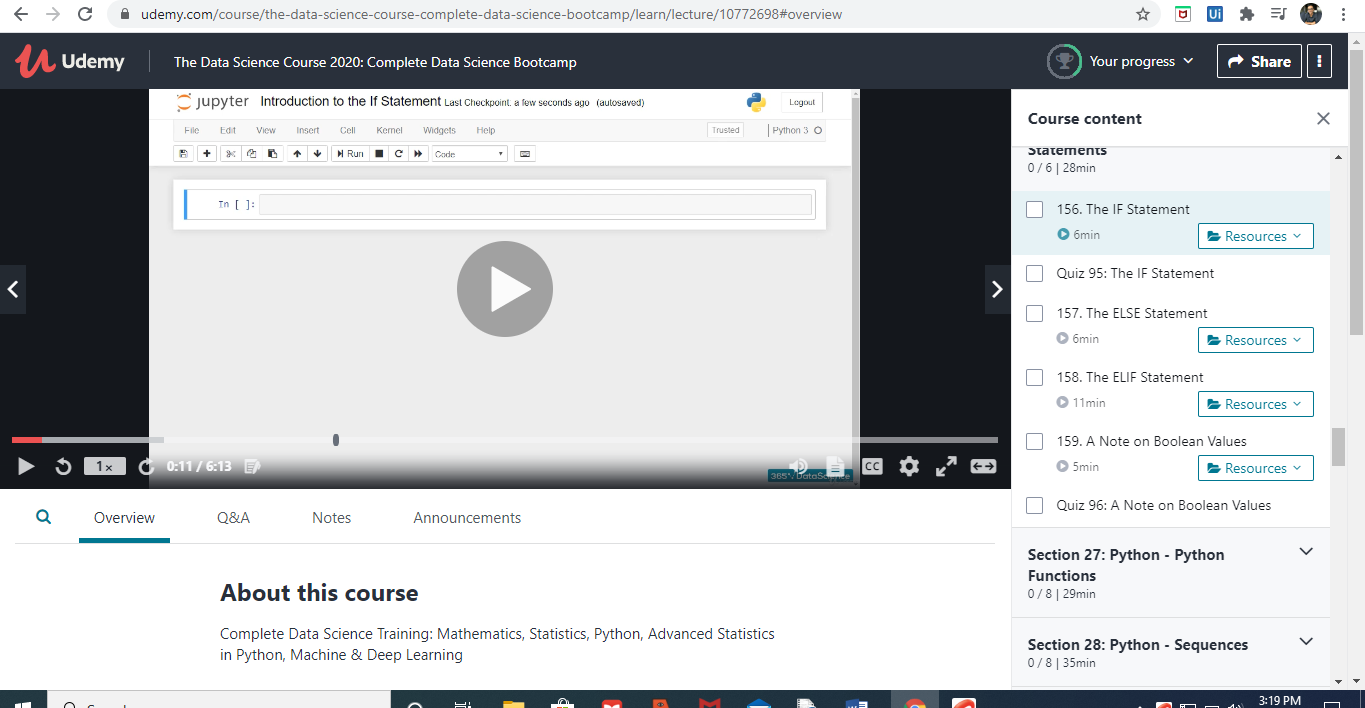 udemy.com/course/the-data-science-course-complete-data-science-bootcamp/learn/lecture/10772698#overview
Udemy
The Data Science Course 2020: Complete Data Science Bootcamp
Your progress
Share
jupyter Introduction to the If Statement Last Checkpoint: a few seconds ago (autosaved)
Logout
File Edit View Insert Cell Kernel Widgets Help
Trusted
Python 3
Run
Code
In [ ]:
1×
0:11 / 6:13
CC
365°/DataScience
Course content
Statements
0 / 6 | 28min
156. The IF Statement
6min
Resources
Quiz 95: The IF Statement
157. The ELSE Statement
6min
Resources
158. The ELIF Statement
11min
Resources
159. A Note on Boolean Values
5min
Resources
Quiz 96: A Note on Boolean Values
Section 27: Python - Python
Functions
0 / 8 | 29min
Section 28: Python - Sequences
0 / 8 | 35min
Overview
Q&A
Notes
Announcements
About this course
Complete Data Science Training: Mathematics, Statistics, Python, Advanced Statistics
in Python, Machine & Deep Learning
3:19 PM